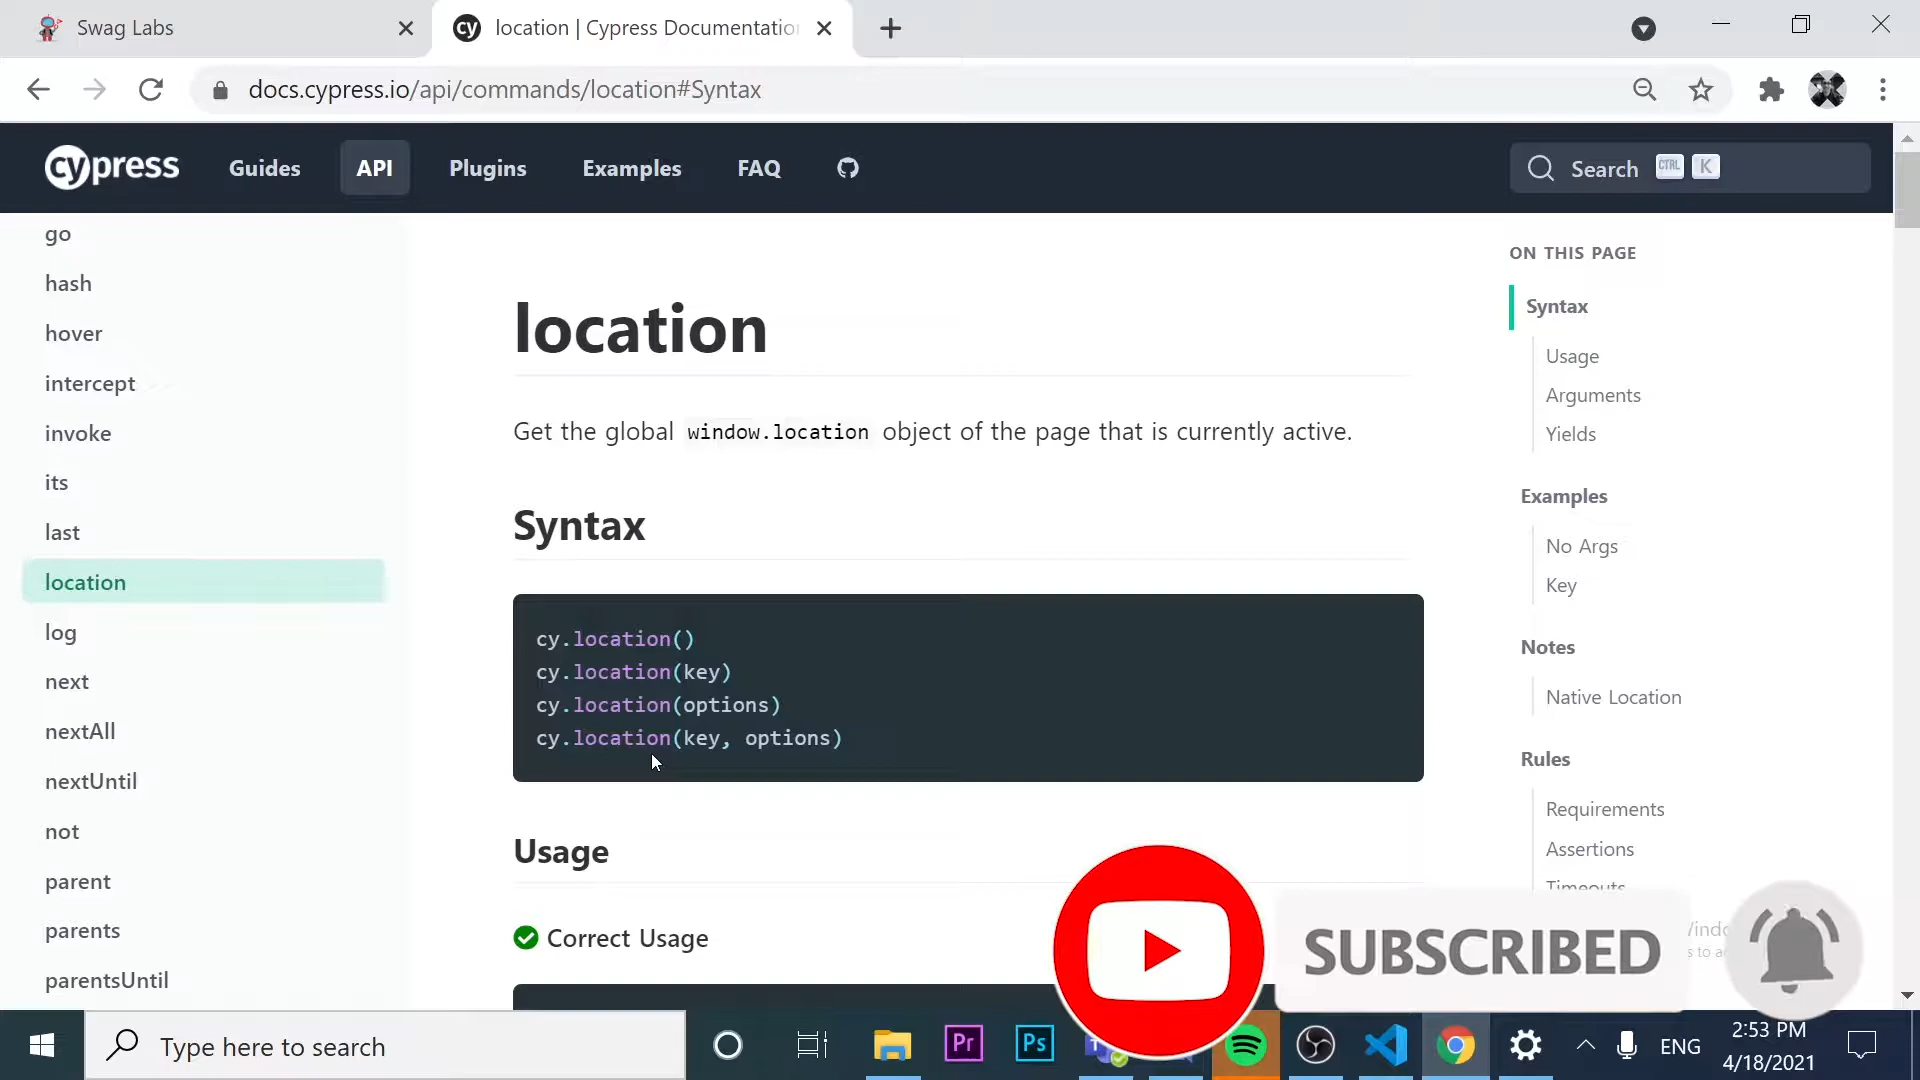 Swag Labs
location | Cypress Documentation
docs.cypress.io/api/commands/location#Syntax
cypress
Guides
API
Plugins
Examples
FAQ
Search CTRL K
go
hash
hover
intercept
invoke
its
last
location
log
next
nextAll
nextUntil
not
parent
parents
parentsUntil
location
Get the global window.location object of the page that is currently active.
Syntax
cy.location()
cy.location(key)
cy.location(options)
cy.location(key, options)
Usage
Correct Usage
ON THIS PAGE
Syntax
Usage
Arguments
Yields
Examples
No Args
Key
Notes
Native Location
Rules
Requirements
Assertions
Timeouts
SUBSCRIBED
Type here to search
Pr
Ps
ENG
2:53 PM
4/18/2021